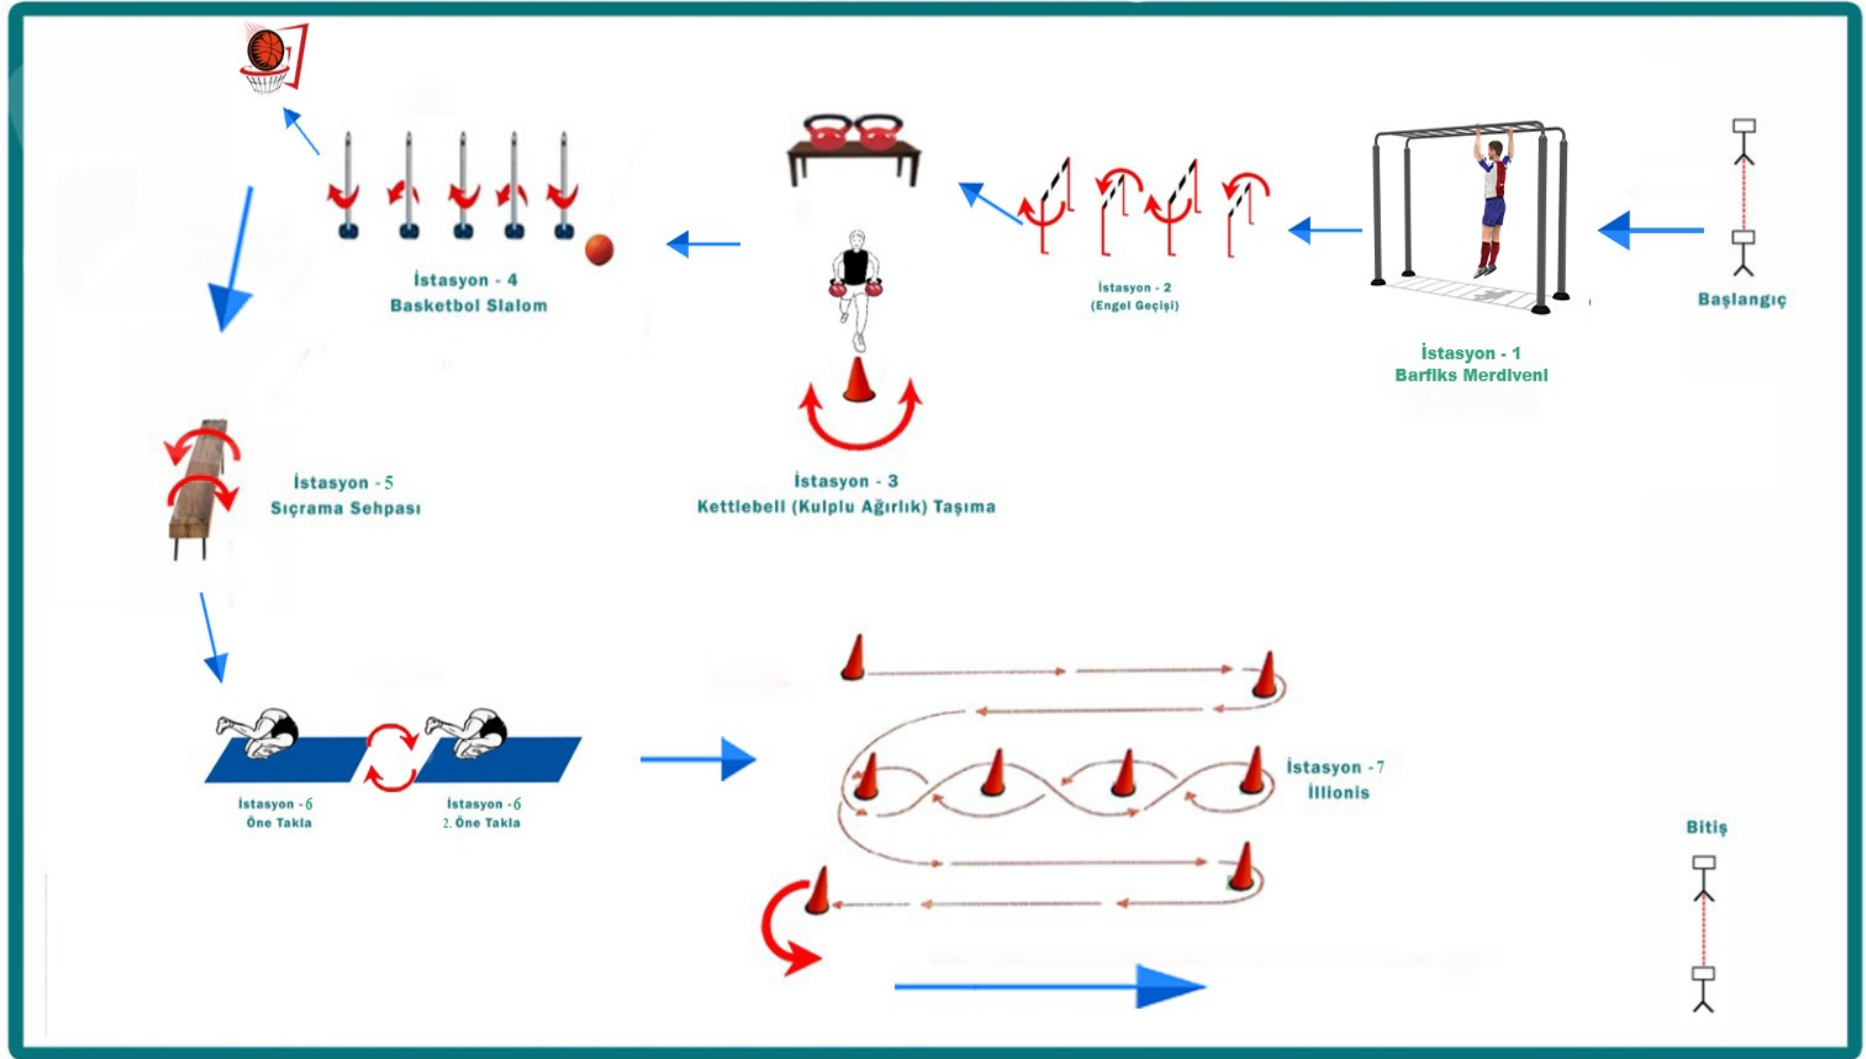 Başlangıç
İstasyon - 1
Barfiks Merdiveni
İstasyon - 2
(Engel Geçişi)
İstasyon - 3
Kettlebell (Kulplu Ağırlık) Taşıma
İstasyon - 4
Basketbol Slalom
İstasyon - 5
Sıçrama Sehpası
İstasyon - 6
Öne Takla
İstasyon - 6
2. Öne Takla
İstasyon - 7
İllionis
Bitiş